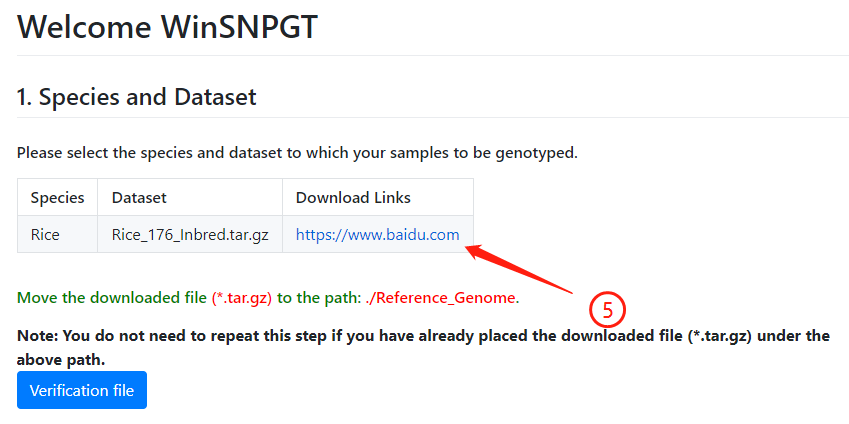 Welcome WinSNPGT
1. Species and Dataset
Please select the species and dataset to which your samples to be genotyped.
Species Dataset Download Links
Rice Rice_176_Inbred.tar.gz https://www.baidu.com
Move the downloaded file (*.tar.gz) to the path: ./Reference_Genome.
5
Note: You do not need to repeat this step if you have already placed the downloaded file (*.tar.gz) under the
above path.
Verification file